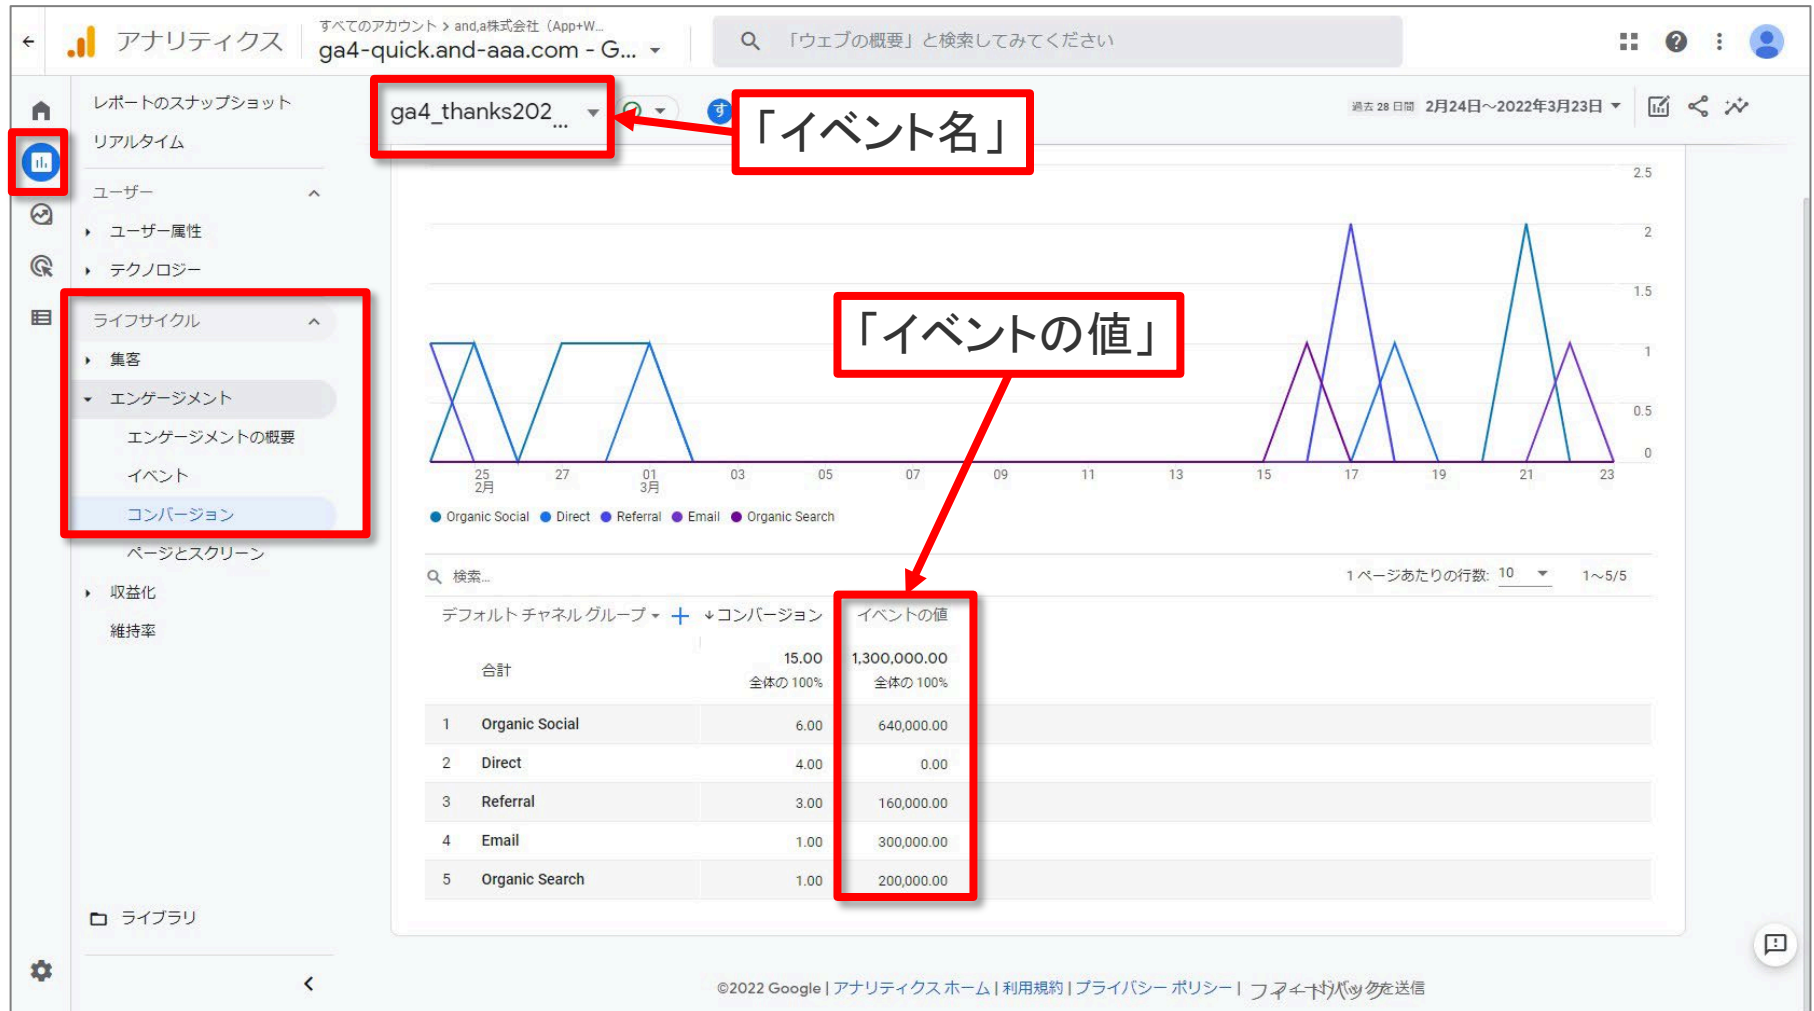 すべてのアカウント > and,a株式会社 (App+W...
アナリティクス
ga4-quick.and-aaa.com - G...
「ウェブの概要」と検索してみてください
レポートのスナップショット
リアルタイム
ユーザー
ユーザー属性
テクノロジー
ライフサイクル
集客
エンゲージメント
エンゲージメントの概要
イベント
コンバージョン
ページとスクリーン
収益化
維持率
ライブラリ
ga4_thanks202...
す
「イベント名」
過去 28 日間 2月24日～2022年3月23日
2.5
2
1.5
1
0.5
0
「イベントの値」
25 27 01 03 05 07 09 11 13 15 17 19 21 23
2月 3月
Organic Social Direct Referral Email Organic Search
検索...
1 ページあたりの行数: 10 1～5/5
デフォルト チャネル グループ + ↓コンバージョン イベントの値
合計 15.00 1,300,000.00
全体の 100% 全体の 100%
1 Organic Social 6.00 640,000.00
2 Direct 4.00 0.00
3 Referral 3.00 160,000.00
4 Email 1.00 300,000.00
5 Organic Search 1.00 200,000.00
©2022 Google | アナリティクス ホーム | 利用規約 | プライバシー ポリシー | フィードバックを送信